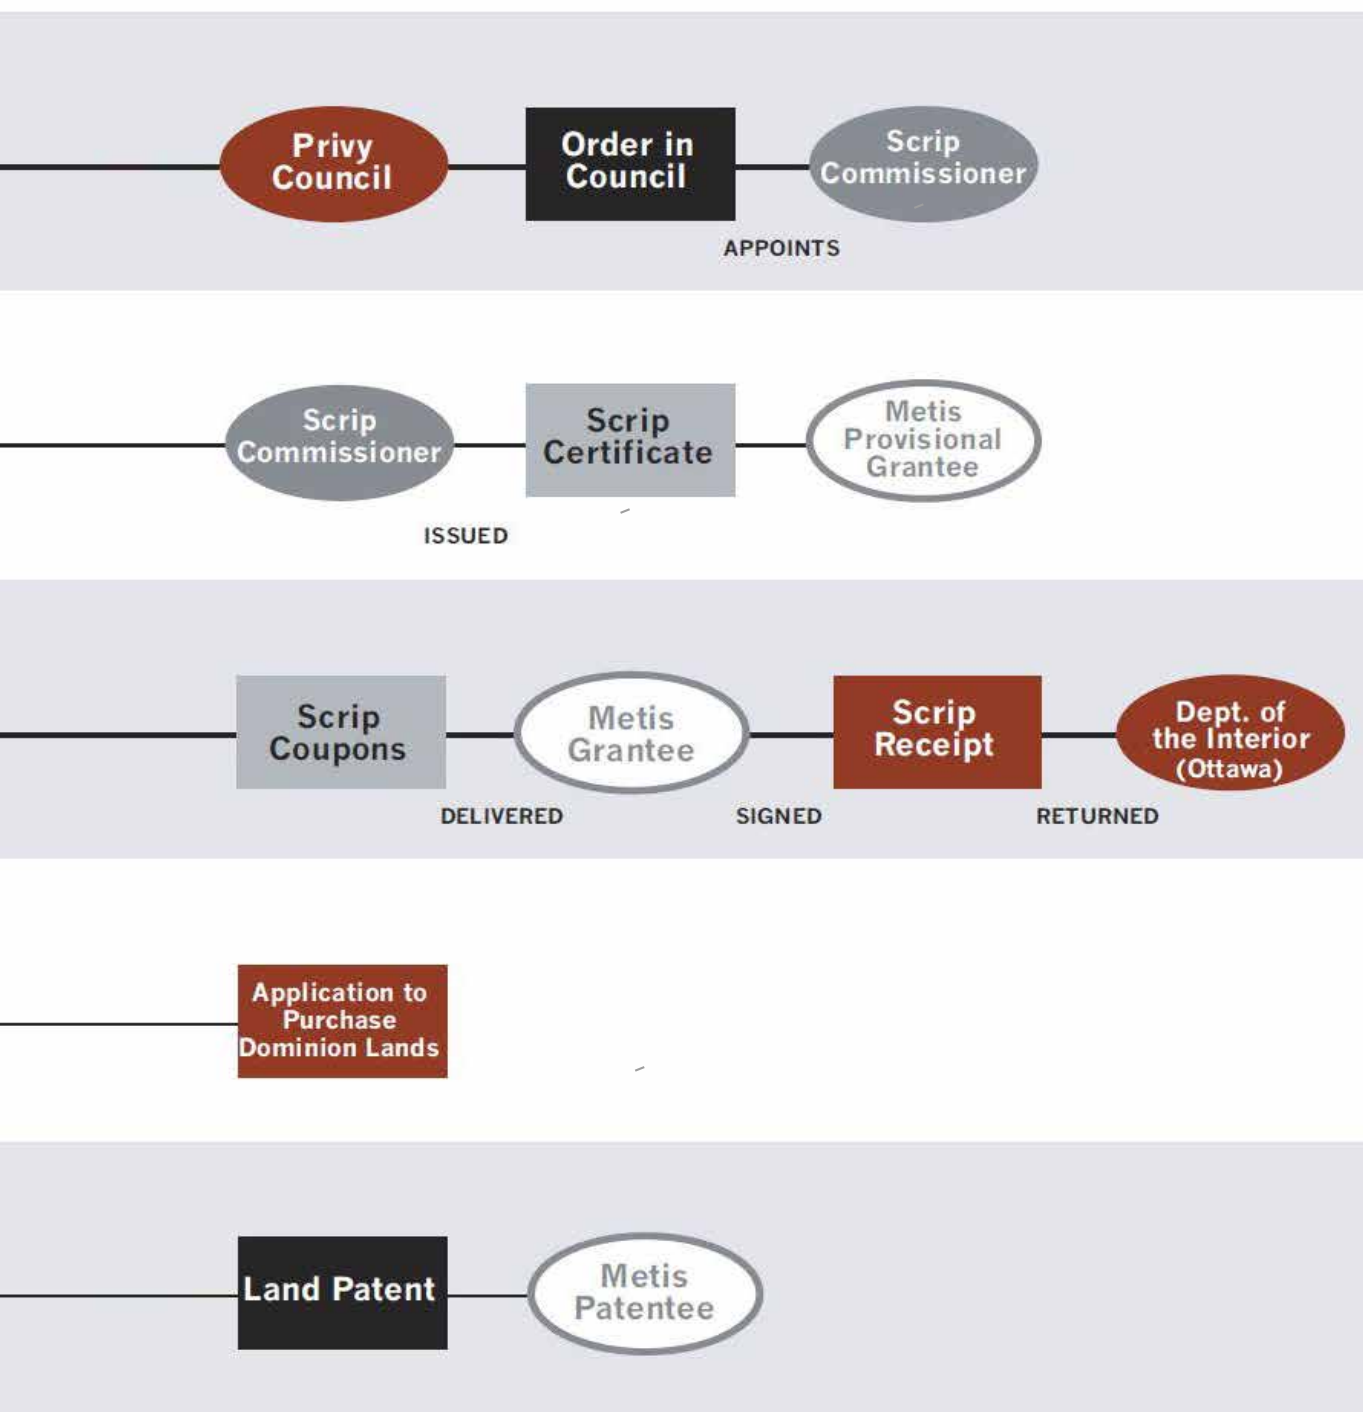 Privy
Council
Order in
Council
Scrip
Commissioner
APPOINTS
Scrip
Commissioner
Scrip
Certificate
Metis
Provisional
Grantee
ISSUED
Scrip
Coupons
Metis
Grantee
Scrip
Receipt
Dept. of
the Interior
(Ottawa)
DELIVERED
SIGNED
RETURNED
Application to
Purchase
Dominion Lands
Land Patent
Metis
Patentee